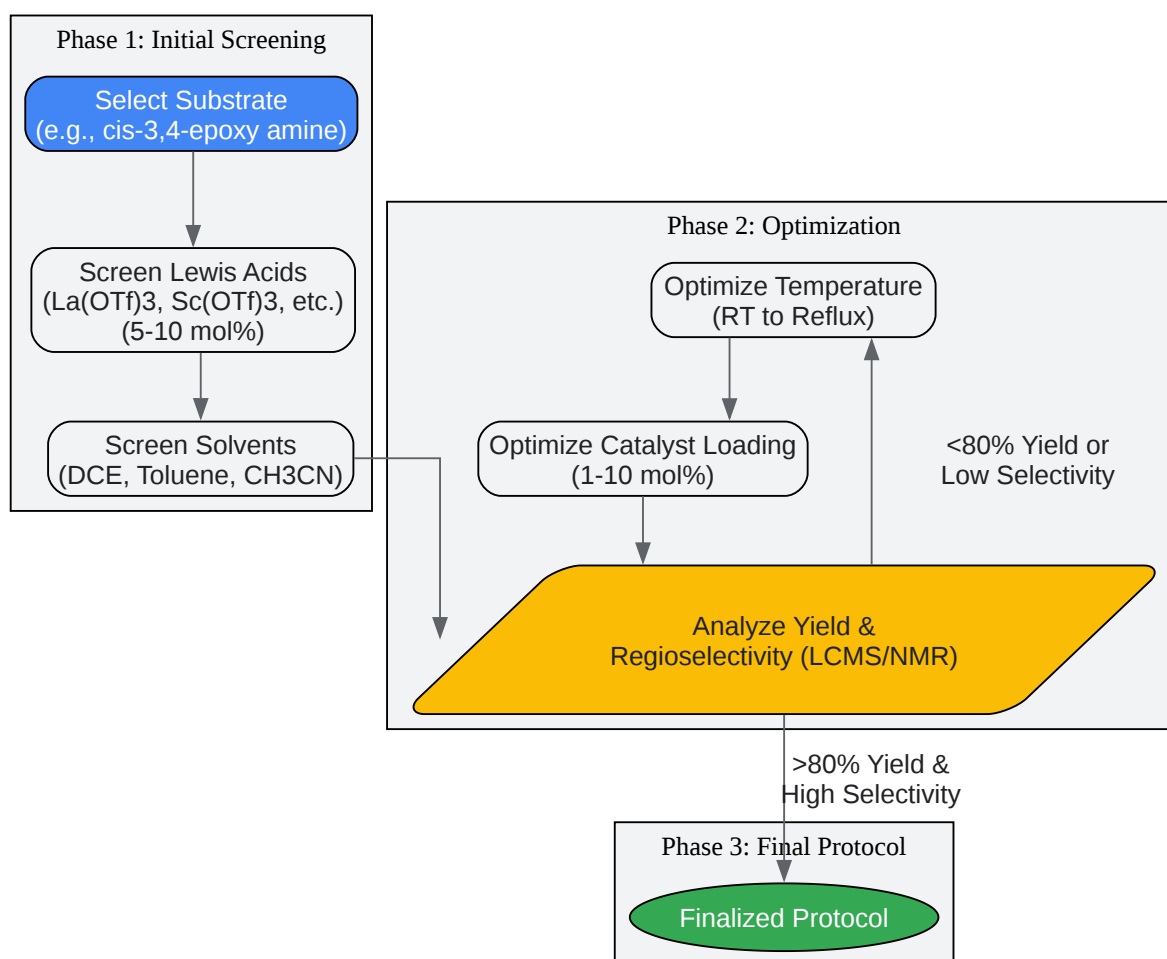 Phase 1: Initial Screening
Select Substrate
(e.g., cis-3,4-epoxy amine)
Screen Lewis Acids
(La(OTf)3, Sc(OTf)3, etc.)
(5-10 mol%)
Screen Solvents
(DCE, Toluene, CH3CN)
Phase 2: Optimization
Optimize Temperature
(RT to Reflux)
Optimize Catalyst Loading
(1-10 mol%)
<80% Yield or
Low Selectivity
Analyze Yield &
Regioselectivity (LCMS/NMR)
>80% Yield &
High Selectivity
Phase 3: Final Protocol
Finalized Protocol